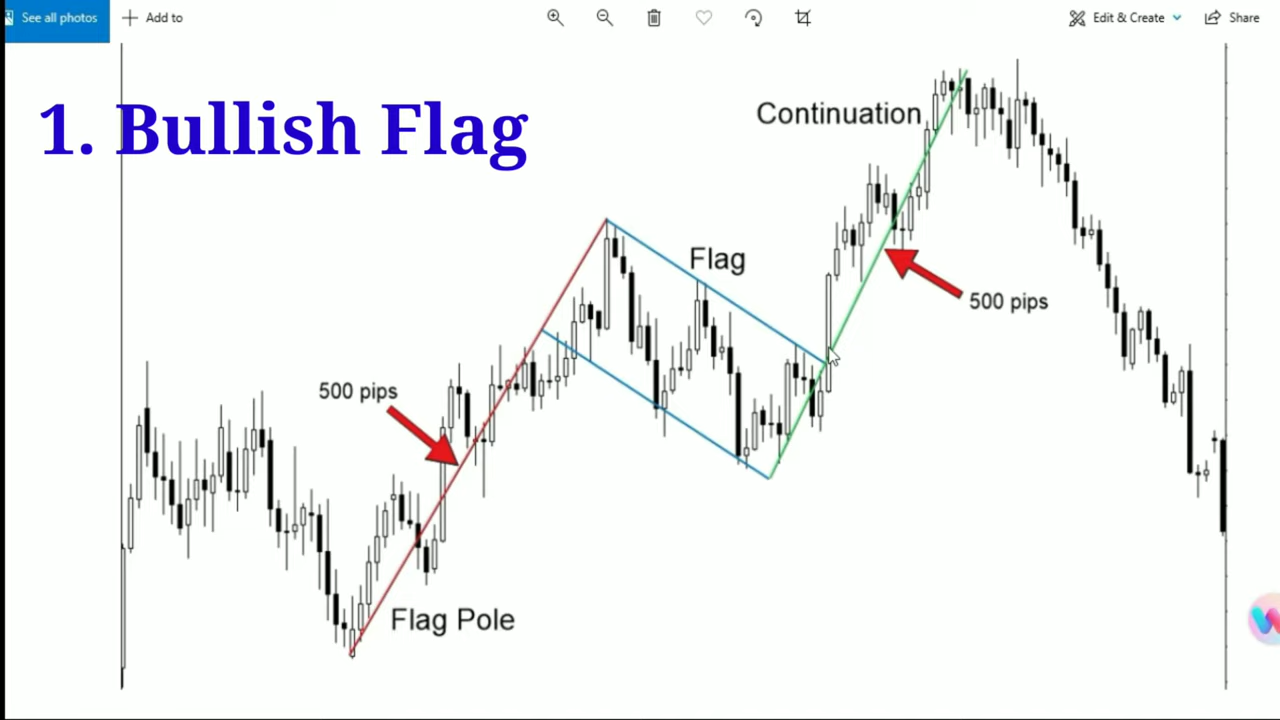 See all photos
Add to
Edit & Create
Share
1. Bullish Flag
Continuation
Flag
500 pips
500 pips
Flag Pole